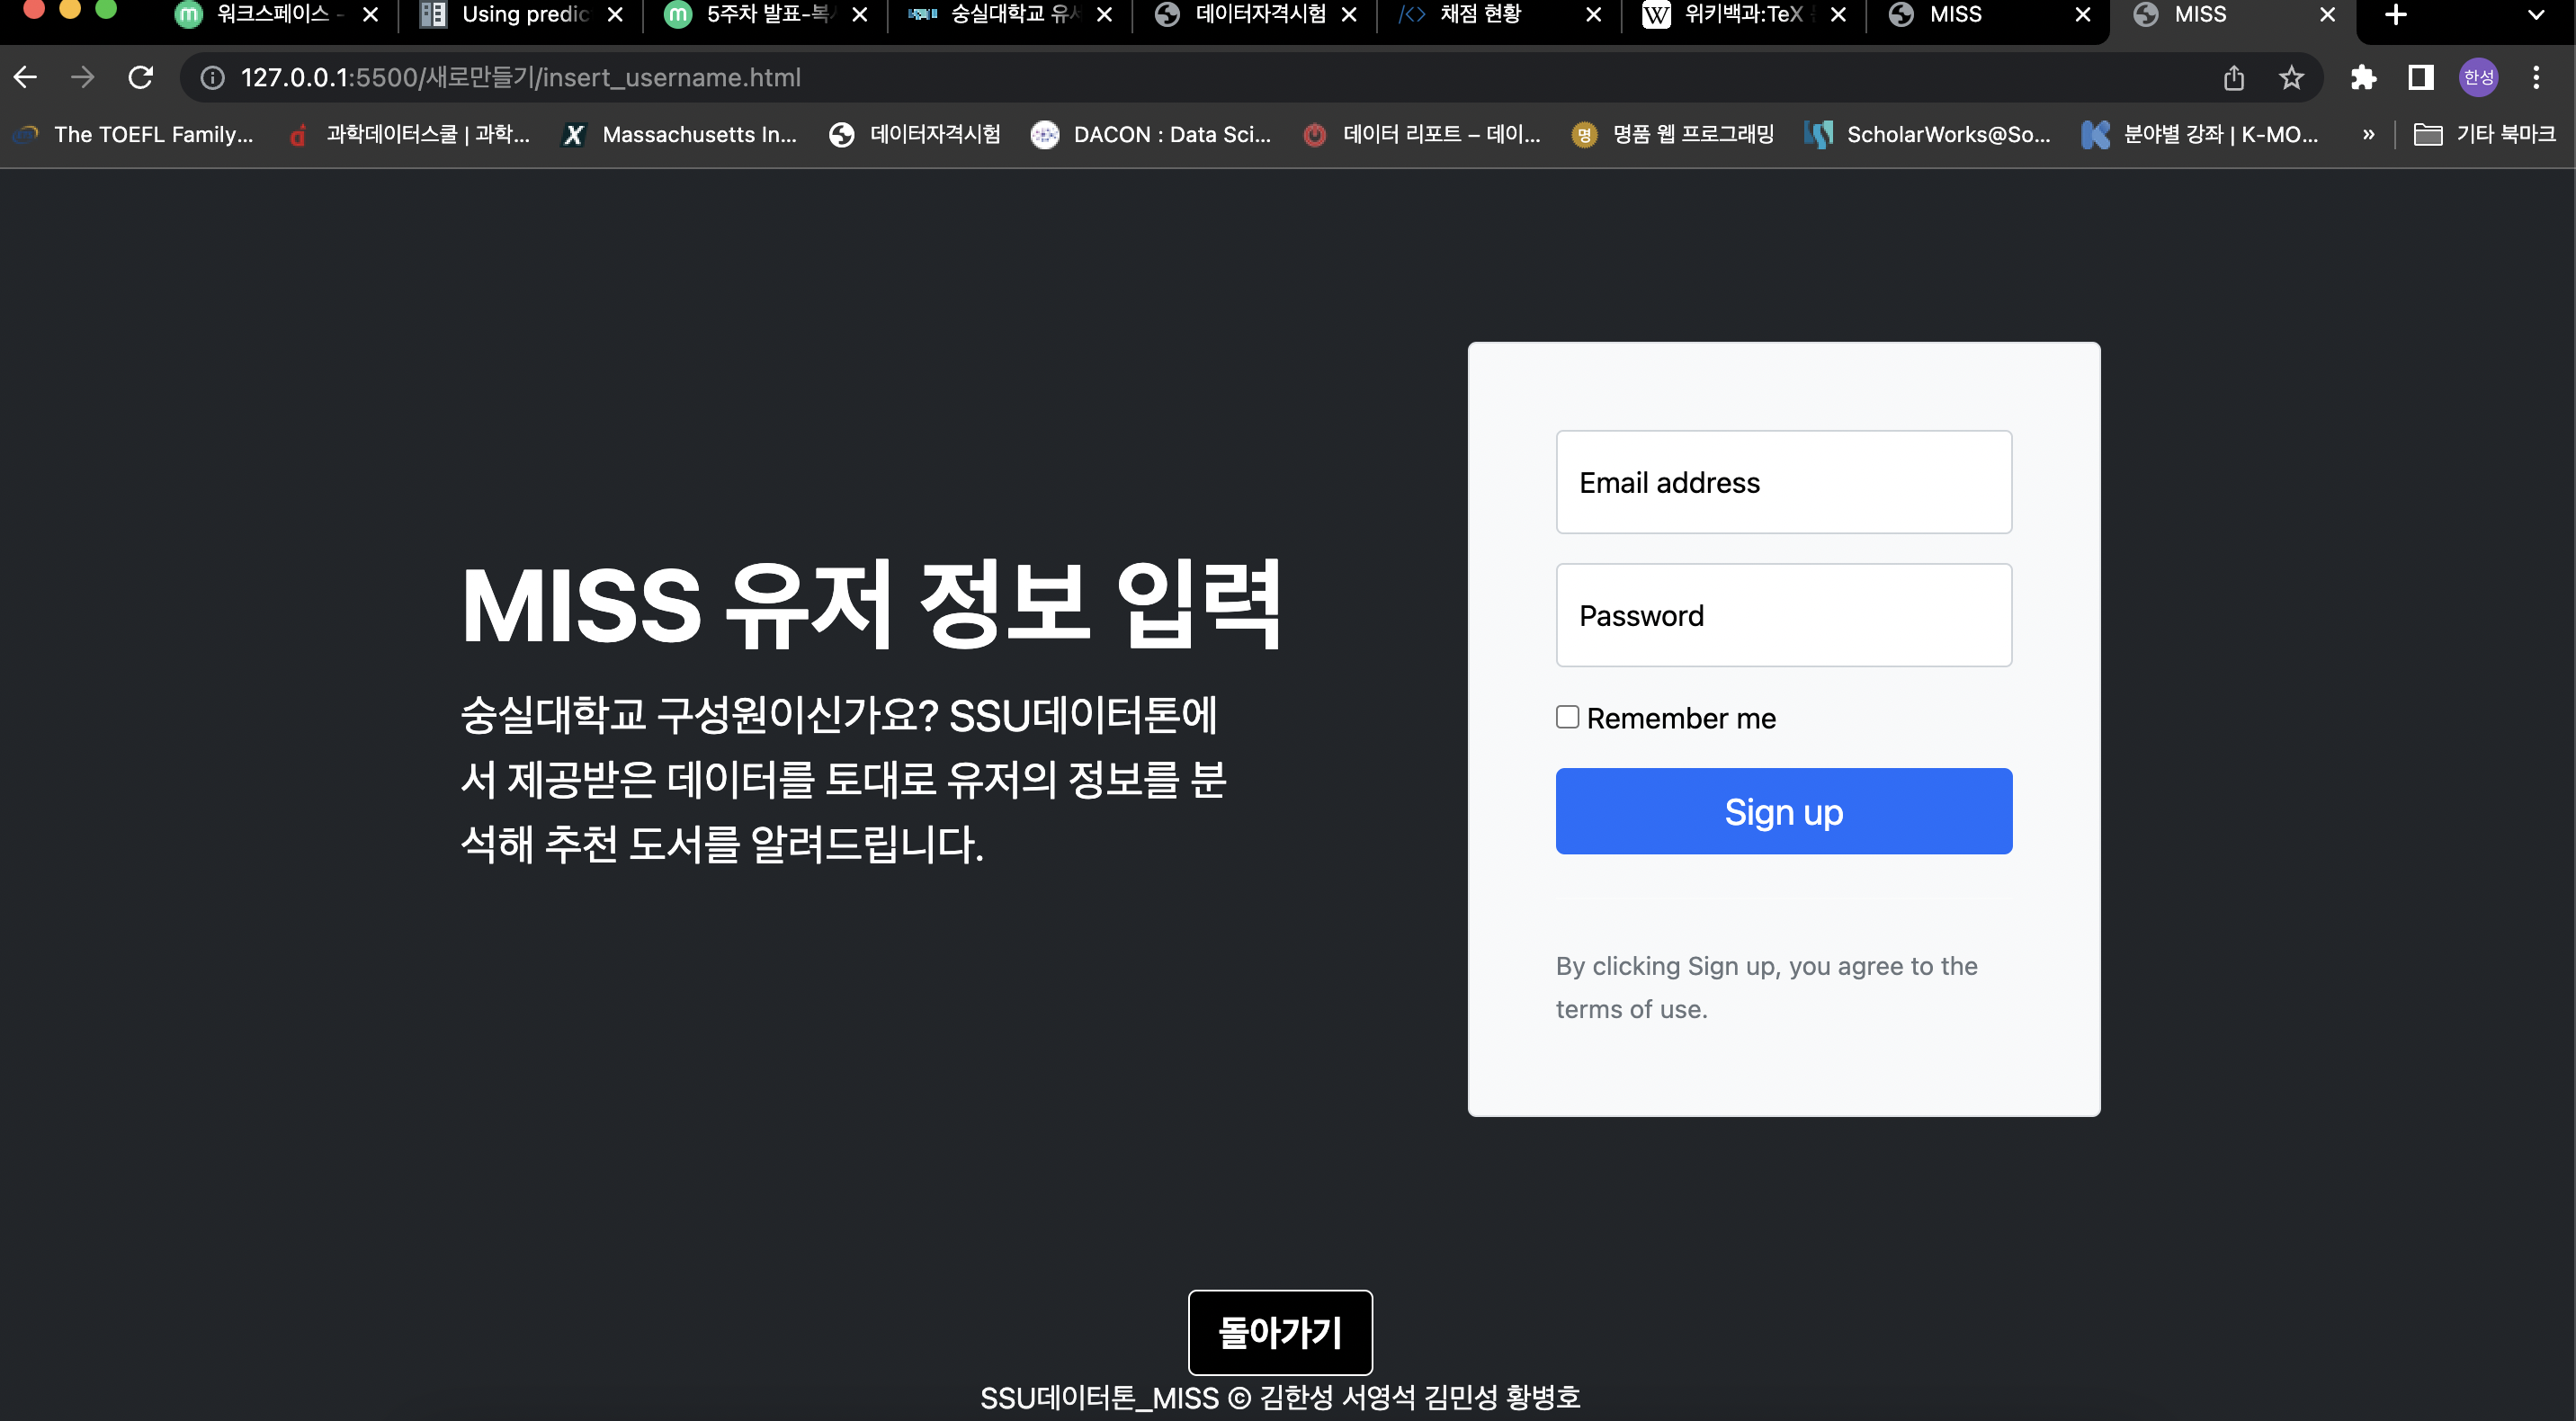 워크스페이스 -
Using predic
5주차 발표-복
숭실대학교 유
데이터자격시험
채점 현황
위키백과:TeX
MISS
MISS
127.0.0.1:5500/새로만들기/insert_username.html
한성
The TOEFL Family...
과학데이터스쿨 | 과학...
Massachusetts In...
데이터자격시험
DACON : Data Sci...
데이터 리포트 – 데이...
명품 웹 프로그래밍
ScholarWorks@So...
분야별 강좌 | K-MO...
»
기타 북마크
MISS 유저 정보 입력
숭실대학교 구성원이신가요? SSU데이터톤에
서 제공받은 데이터를 토대로 유저의 정보를 분
석해 추천 도서를 알려드립니다.
Email address
Password
Remember me
Sign up
By clicking Sign up, you agree to the
terms of use.
돌아가기
SSU데이터톤_MISS © 김한성 서영석 김민성 황병호